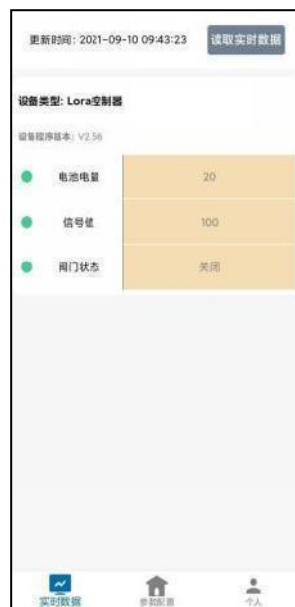 更新时间: 2021-09-10 09:43:23 读取实时数据
设备类型: Lora控制器
设备程序版本: V2.56
电池电量 20
信号值 100
阀门状态 关闭
实时数据 参数配置 个人